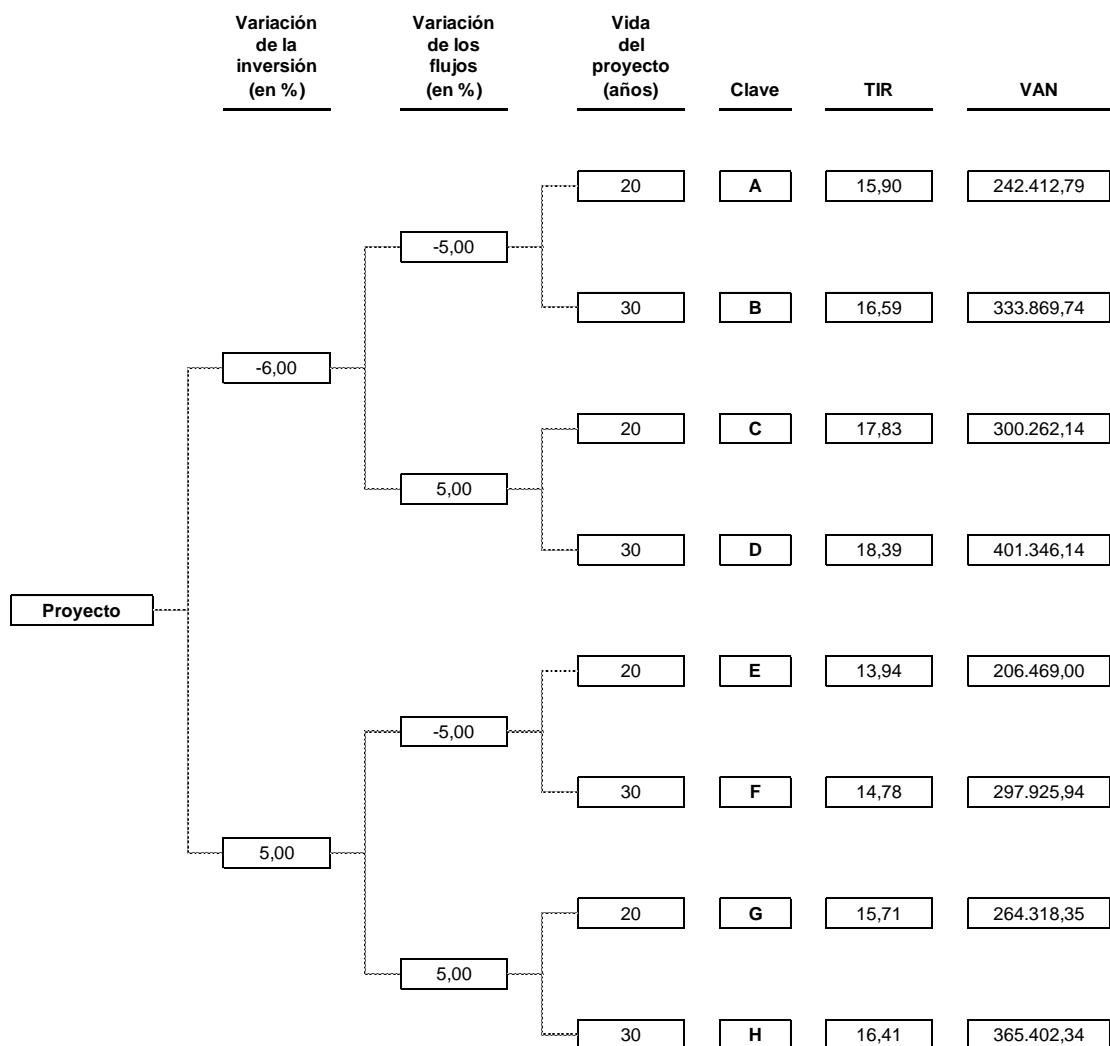 Variación de la inversión (en %)
Variación de los flujos (en %)
Vida del proyecto (años)
Clave
TIR
VAN
20 A 15,90 242.412,79
-5,00
30 B 16,59 333.869,74
-6,00
20 C 17,83 300.262,14
5,00
30 D 18,39 401.346,14
Proyecto
20 E 13,94 206.469,00
-5,00
30 F 14,78 297.925,94
5,00
20 G 15,71 264.318,35
5,00
30 H 16,41 365.402,34